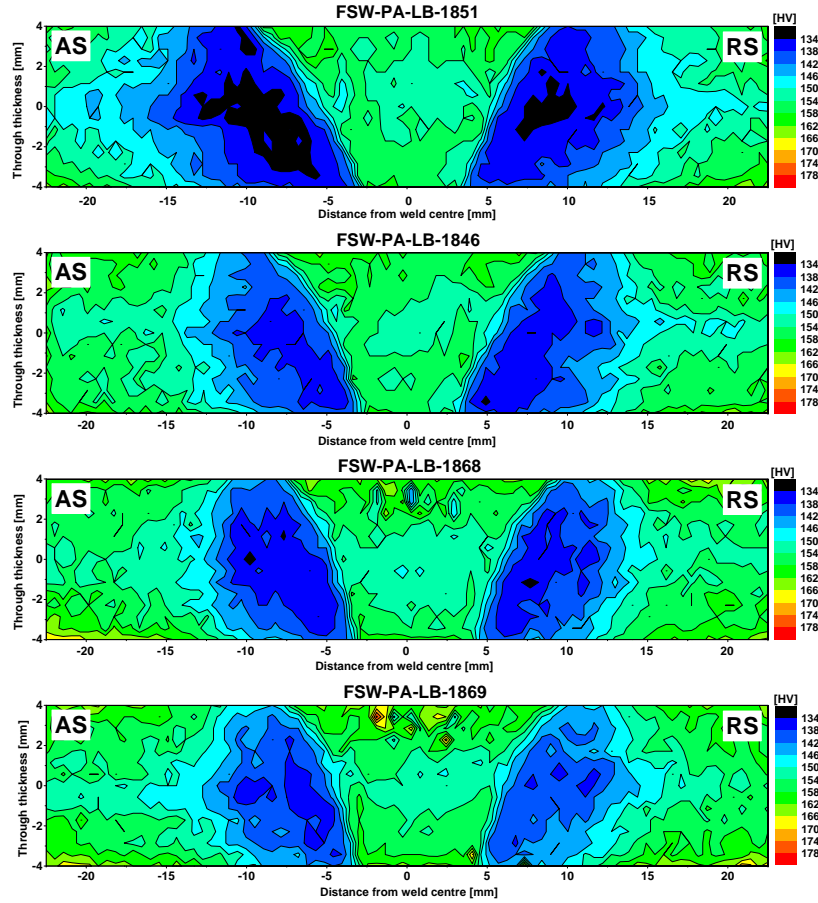 FSW-PA-LB-1851
[HV]
Through thickness [mm]
4
2
0
-2
-4
AS
RS
134
138
142
146
150
154
158
162
166
170
174
178
-20 -15 -10 -5 0 5 10 15 20
Distance from weld centre [mm]
FSW-PA-LB-1846
[HV]
Through thickness [mm]
4
2
0
-2
-4
AS
RS
134
138
142
146
150
154
158
162
166
170
174
178
-20 -15 -10 -5 0 5 10 15 20
Distance from weld centre [mm]
FSW-PA-LB-1868
[HV]
Through thickness [mm]
4
2
0
-2
-4
AS
RS
134
138
142
146
150
154
158
162
166
170
174
178
-20 -15 -10 -5 0 5 10 15 20
Distance from weld centre [mm]
FSW-PA-LB-1869
[HV]
Through thickness [mm]
4
2
0
-2
-4
AS
RS
134
138
142
146
150
154
158
162
166
170
174
178
-20 -15 -10 -5 0 5 10 15 20
Distance from weld centre [mm]